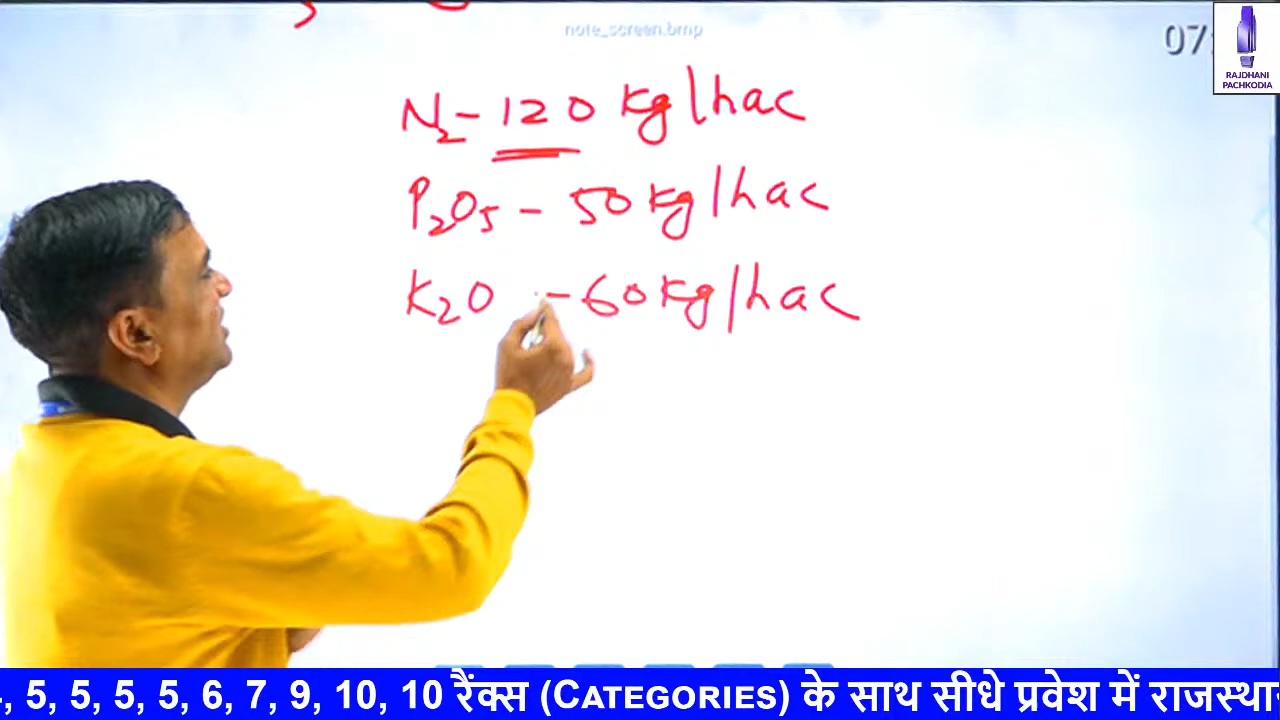 note_screen.bmp
07:
RAJDHANI
PACHKODIA
N2 - 120 Kg/hac
P2O5 - 50 Kg/hac
K2O - 60 Kg/hac
, 5, 5, 5, 5, 6, 7, 9, 10, 10 रैंक्स (CATEGORIES) के साथ सीधे प्रवेश में राजस्था